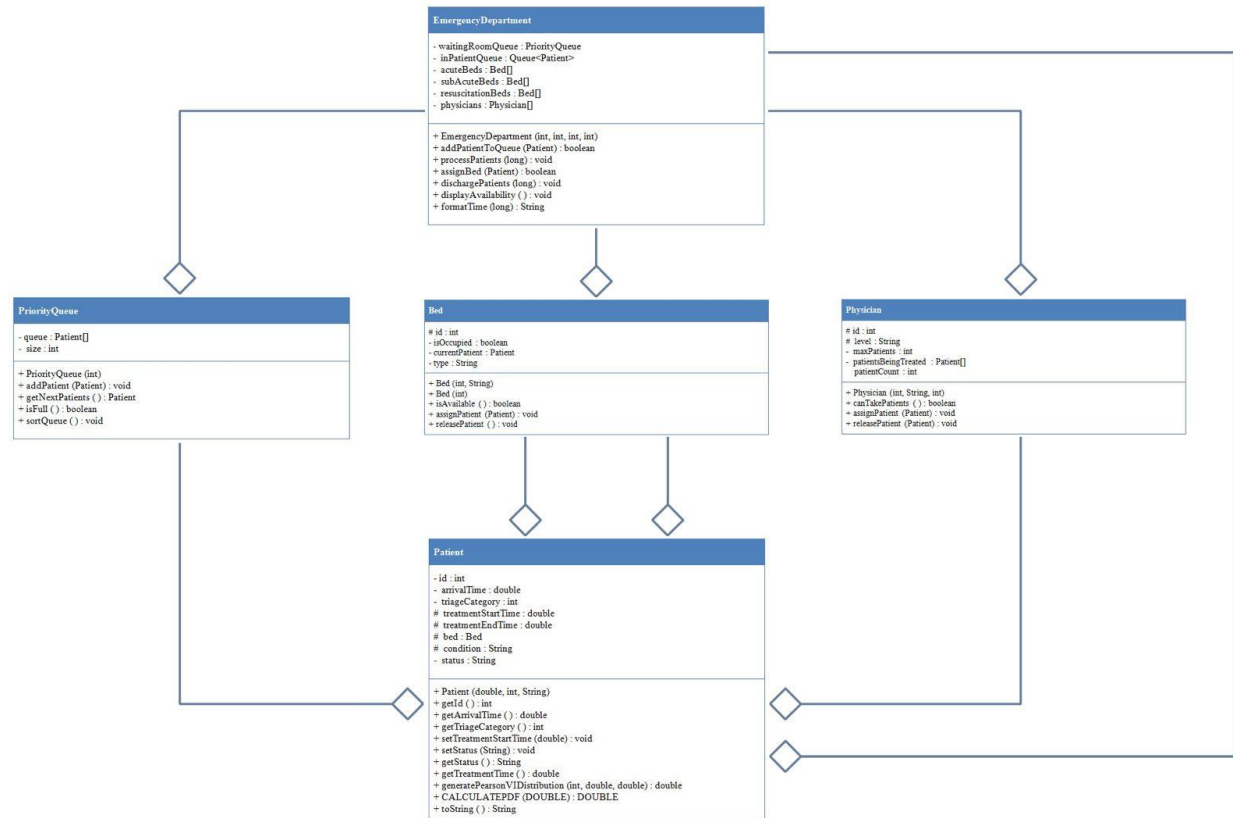 EmergencyDepartment
- waitingRoomQueue : PriorityQueue
- inPatientQueue : Queue<Patient>
- acuteBeds : Bed[]
- subAcuteBeds : Bed[]
- resuscitationBeds : Bed[]
- physicians : Physician[]
+ EmergencyDepartment (int, int, int, int)
+ addPatientToQueue (Patient) : boolean
+ processPatients (long) : void
+ assignBed (Patient) : boolean
+ dischargePatients (long) : void
+ displayAvailability ( ) : void
+ formatTime (long) : String
PriorityQueue
- queue : Patient[]
- size : int
+ PriorityQueue (int)
+ addPatient (Patient) : void
+ getNextPatients ( ) : Patient
+ isFull ( ) : boolean
+ sortQueue ( ) : void
Bed
# id : int
- isOccupied : boolean
- currentPatient : Patient
- type : String
+ Bed (int, String)
+ Bed (int)
+ isAvailable ( ) : boolean
+ assignPatient (Patient) : void
+ releasePatient ( ) : void
Physician
# id : int
# level : String
- maxPatients : int
- patientsBeingTreated : Patient[]
patientCount : int
+ Physician (int, String, int)
+ canTakePatients ( ) : boolean
+ assignPatient (Patient) : void
+ releasePatient (Patient) : void
Patient
- id : int
- arrivalTime : double
- triageCategory : int
# treatmentStartTime : double
# treatmentEndTime : double
# bed : Bed
# condition : String
- status : String
+ Patient (double, int, String)
+ getId ( ) : int
+ getArrivalTime ( ) : double
+ getTriageCategory ( ) : int
+ setTreatmentStartTime (double) : void
+ setStatus (String) : void
+ getStatus ( ) : String
+ getTreatmentTime ( ) : double
+ generatePearsonVIDistribution (int, double, double) : double
+ CALCULATEPDF (DOUBLE) : DOUBLE
+ toString ( ) : String